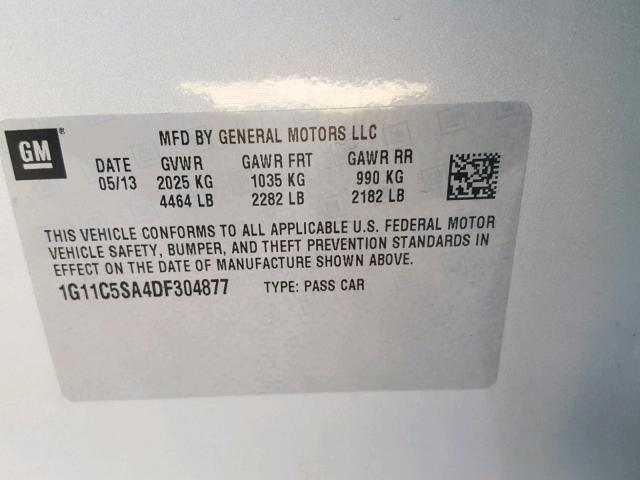 GM ®
MFD BY GENERAL MOTORS LLC
DATE GVWR GAWR FRT GAWR RR
05/13 2025 KG 1035 KG 990 KG
4464 LB 2282 LB 2182 LB
THIS VEHICLE CONFORMS TO ALL APPLICABLE U.S. FEDERAL MOTOR
VEHICLE SAFETY, BUMPER, AND THEFT PREVENTION STANDARDS IN
EFFECT ON THE DATE OF MANUFACTURE SHOWN ABOVE.
1G11C5SA4DF304877 TYPE: PASS CAR